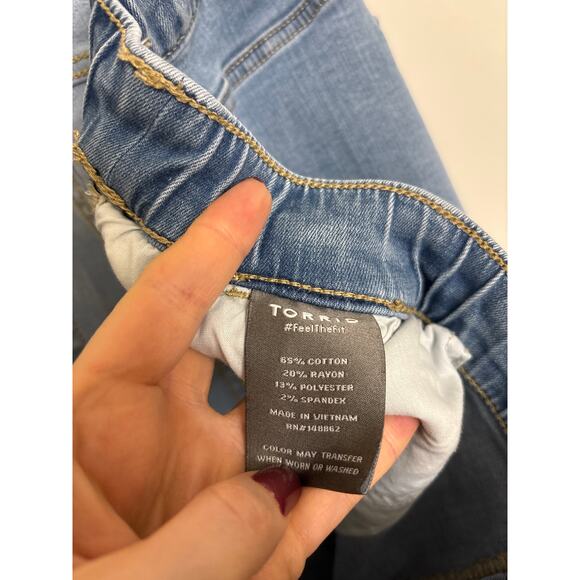 TORRID
#FeelTheFit
65% COTTON
20% RAYON
13% POLYESTER
2% SPANDEX
MADE IN VIETNAM
RN#148862
COLOR MAY TRANSFER
WHEN WORN OR WASHED